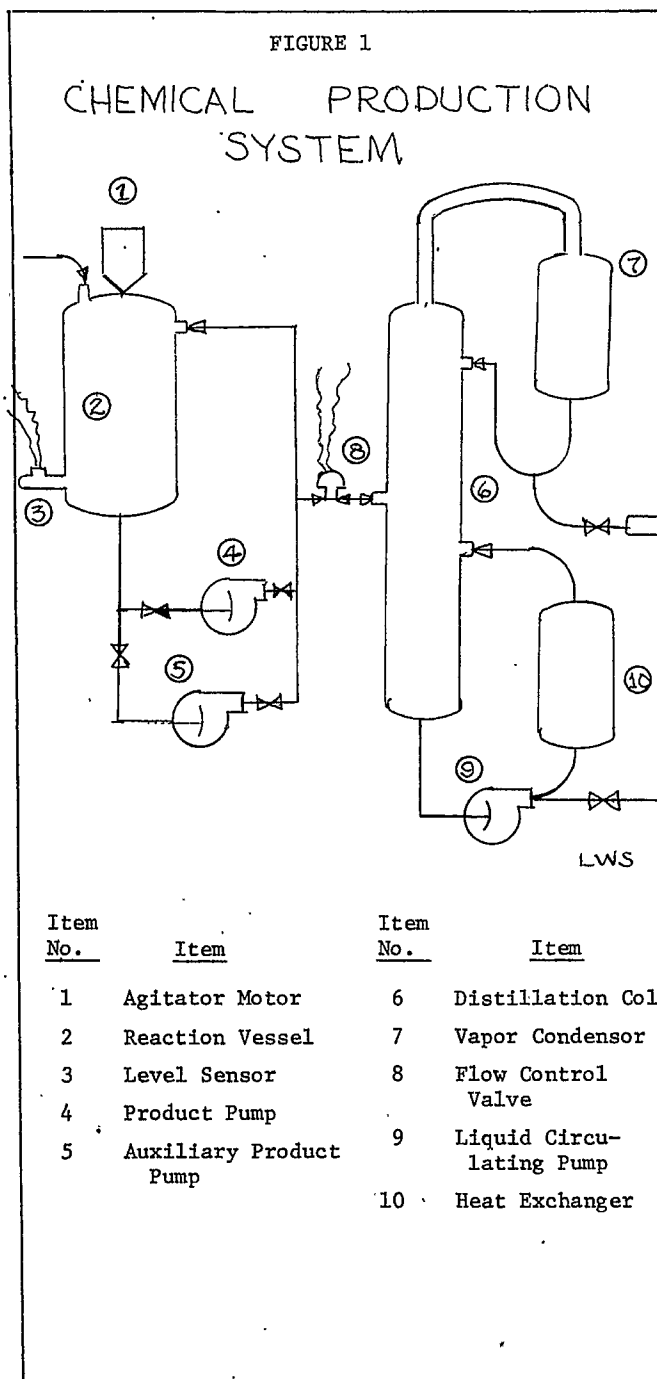 FIGURE 1
CHEMICAL PRODUCTION
SYSTEM
1
7
2
8
3
6
4
5
10
9
LWS
Item Item
No. Item No. Item
1 Agitator Motor 6 Distillation Col
2 Reaction Vessel 7 Vapor Condensor
3 Level Sensor 8 Flow Control
Valve
4 Product Pump
5 Auxiliary Product 9 Liquid Circu-
Pump lating Pump
10 Heat Exchanger